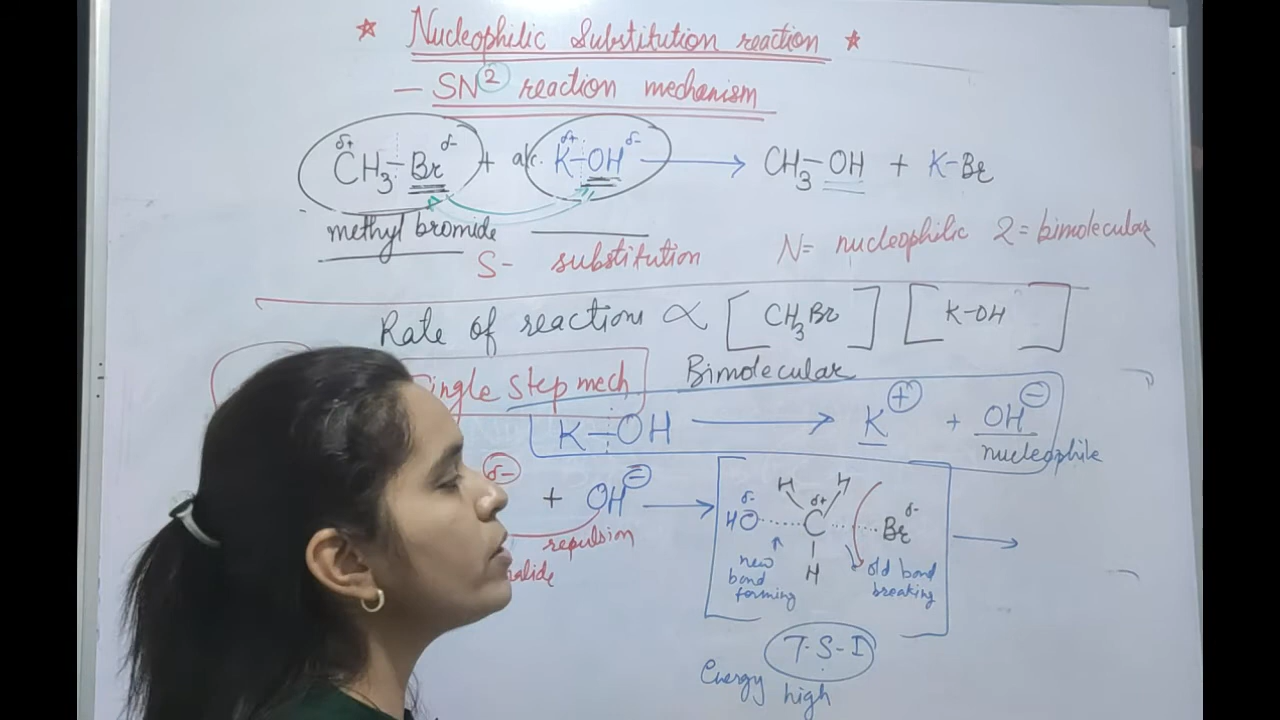 ☆ Nucleophilic Substitution reaction ☆
— SN² reaction mechanism
δ+ δ- δ+ δ-
CH₃-Br + alc. K-OH → CH₃-OH + K-Br
methyl bromide
S- substitution N= nucleophilic 2= bimolecular
Rate of reaction ∝ [CH₃Br] [K-OH]
ingle step mech Bimolecular
K-OH → K⊕ + OH⊖
nucleophile
δ- + OH⊖ → [HO δ- ····· C δ+ ····· Br δ-] →
H H
H
repulsion
alide
new bond forming
old bond breaking
T-S-I
Energy high